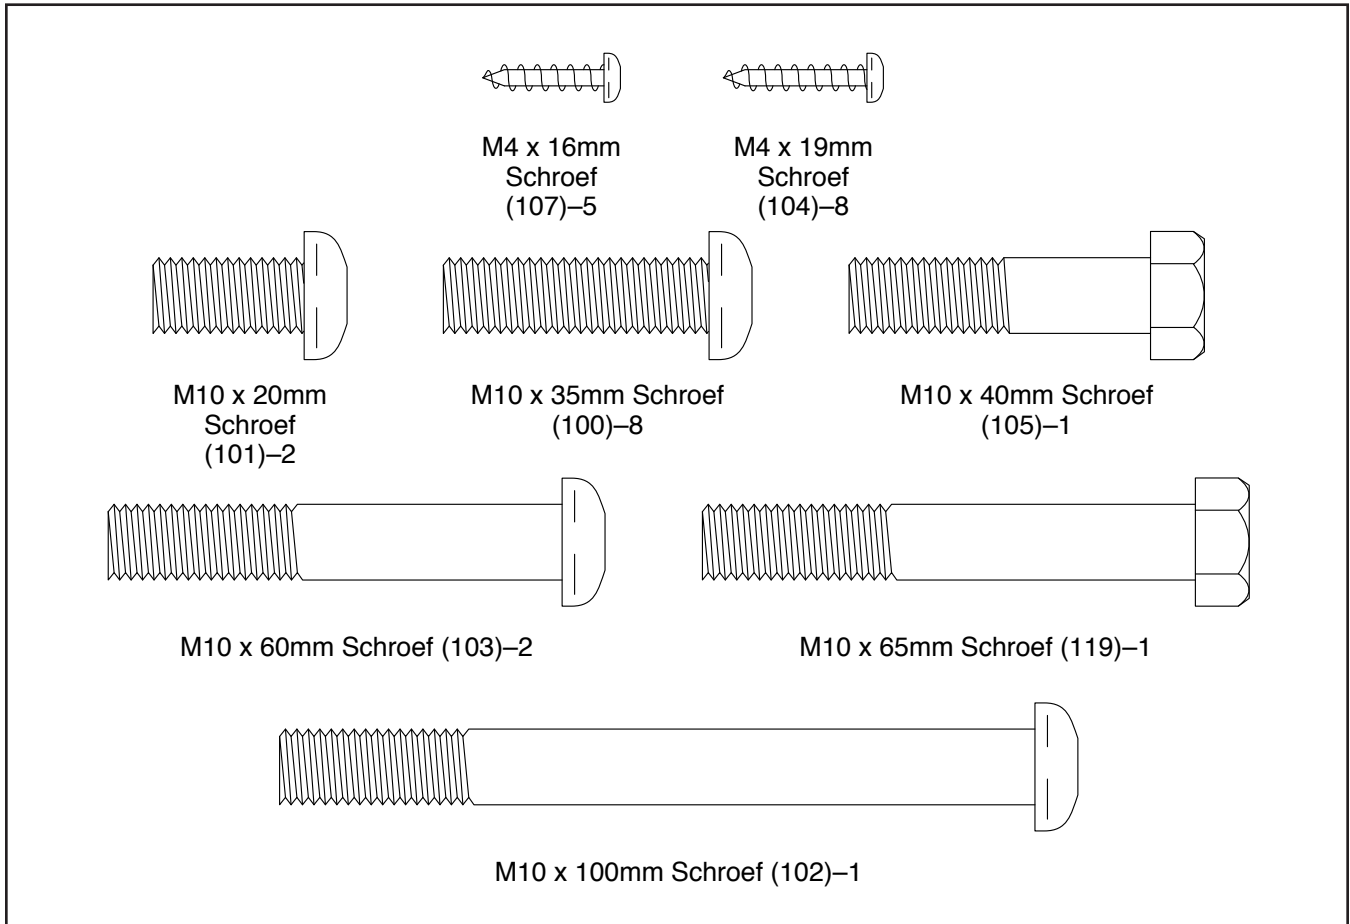 M4 x 16mm
Schroef
(107)–5
M4 x 19mm
Schroef
(104)–8
M10 x 20mm
Schroef
(101)–2
M10 x 35mm Schroef
(100)–8
M10 x 40mm Schroef
(105)–1
M10 x 60mm Schroef (103)–2
M10 x 65mm Schroef (119)–1
M10 x 100mm Schroef (102)–1